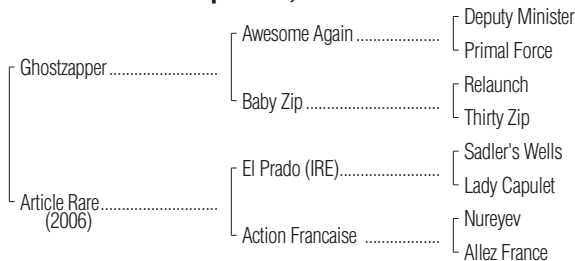 Deputy Minister
Awesome Again ..................
Primal Force
Ghostzapper.......................
Relaunch
Baby Zip ............................
Thirty Zip
Sadler's Wells
El Prado (IRE).....................
Lady Capulet
Article Rare.........................
(2006)
Nureyev
Action Francaise ................
Allez France